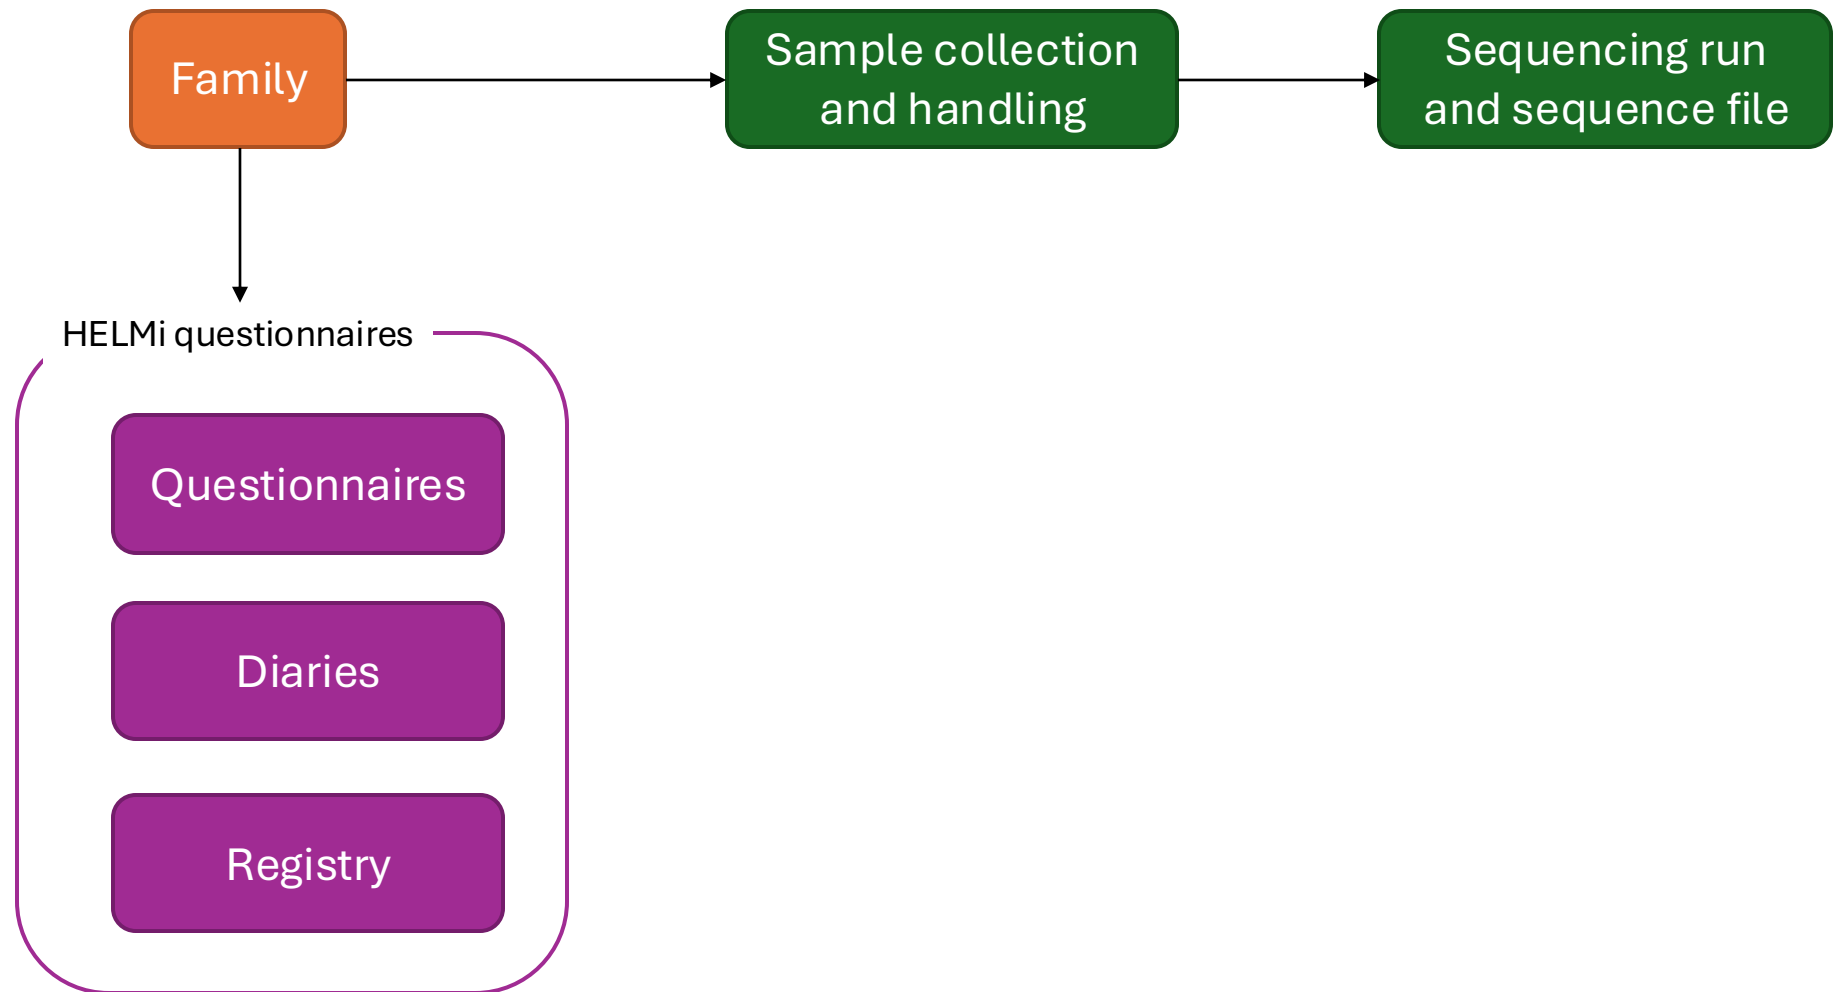 Family
Sample collection
and handling
Sequencing run
and sequence file
HELMi questionnaires
Questionnaires
Diaries
Registry